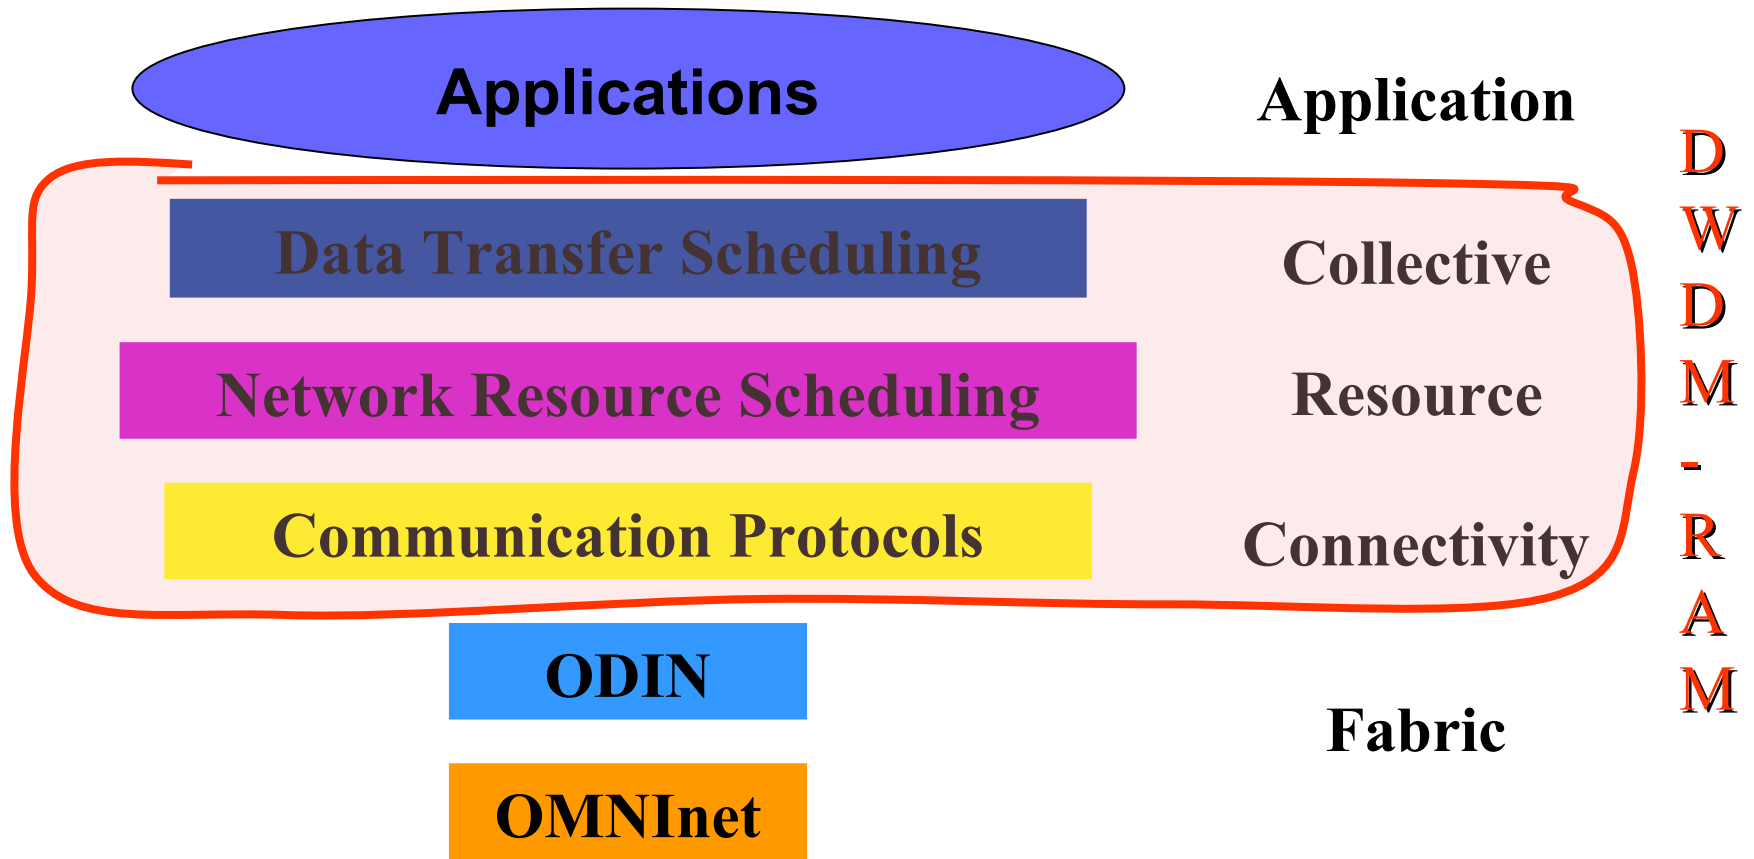 Applications
Application
Data Transfer Scheduling
Collective
Network Resource Scheduling
Resource
Communication Protocols
Connectivity
ODIN
Fabric
OMNInet
D
W
D
M
-
R
A
M